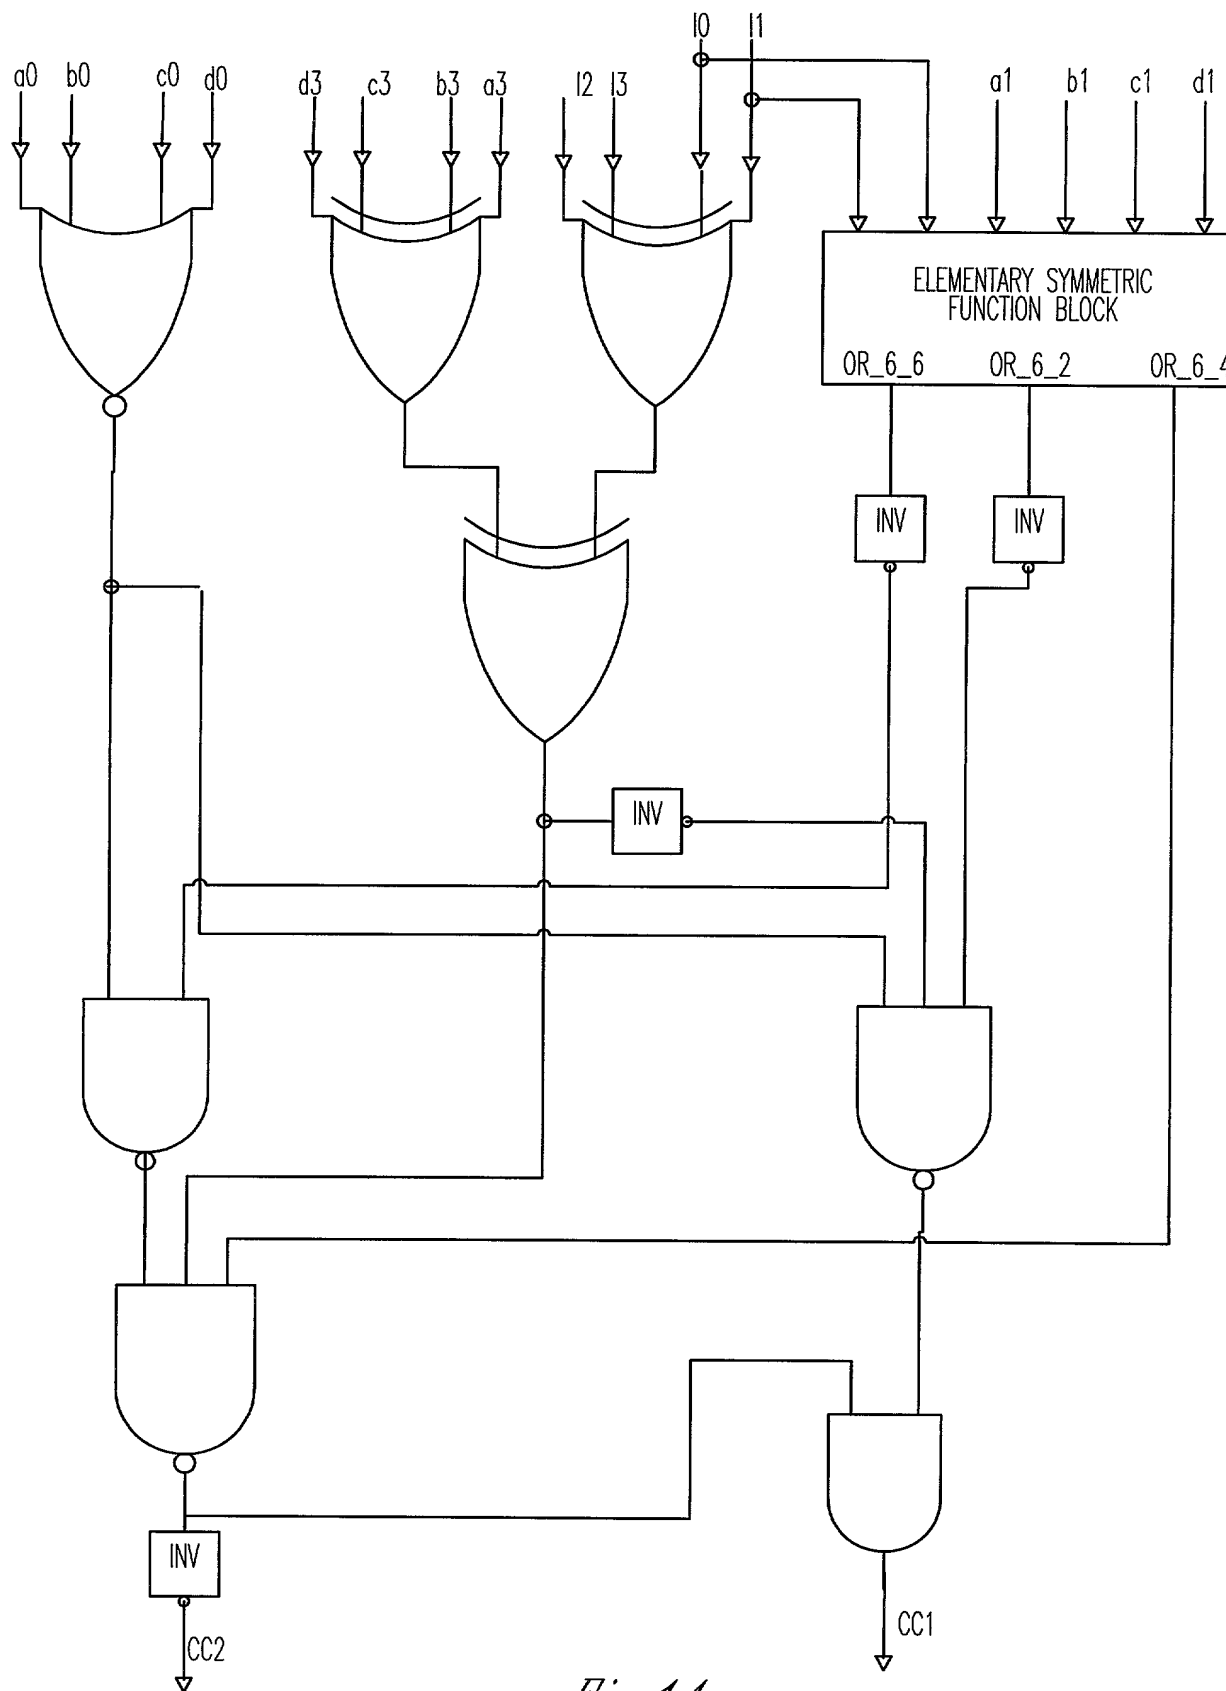 I0 I1
a0 b0 c0 d0 d3 c3 b3 a3 I2 I3 a1 b1 c1 d1
ELEMENTARY SYMMETRIC
FUNCTION BLOCK
OR_6_6 OR_6_2 OR_6_4
INV INV
INV
INV
CC2 CC1